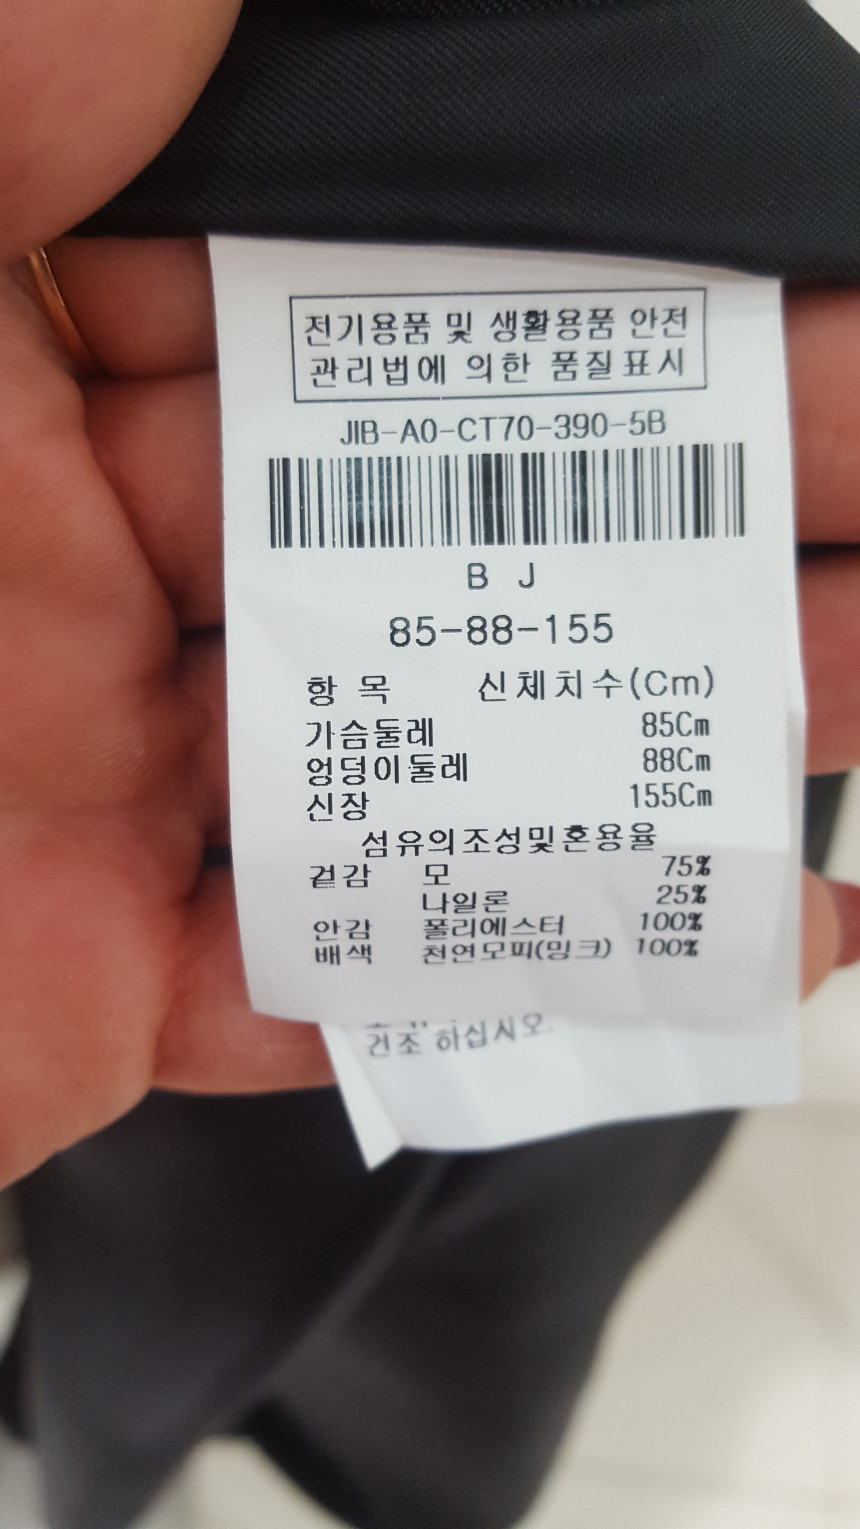 전기용품 및 생활용품 안전
관리법에 의한 품질표시
JIB-A0-CT70-390-5B
B J
85-88-155
항 목 신체치수(Cm)
가슴둘레 85Cm
엉덩이둘레 88Cm
신장 155Cm
섬유의조성및혼용율
겉감 모 75%
나일론 25%
안감 폴리에스터 100%
배색 천연모피(밍크) 100%
건조 하십시오.